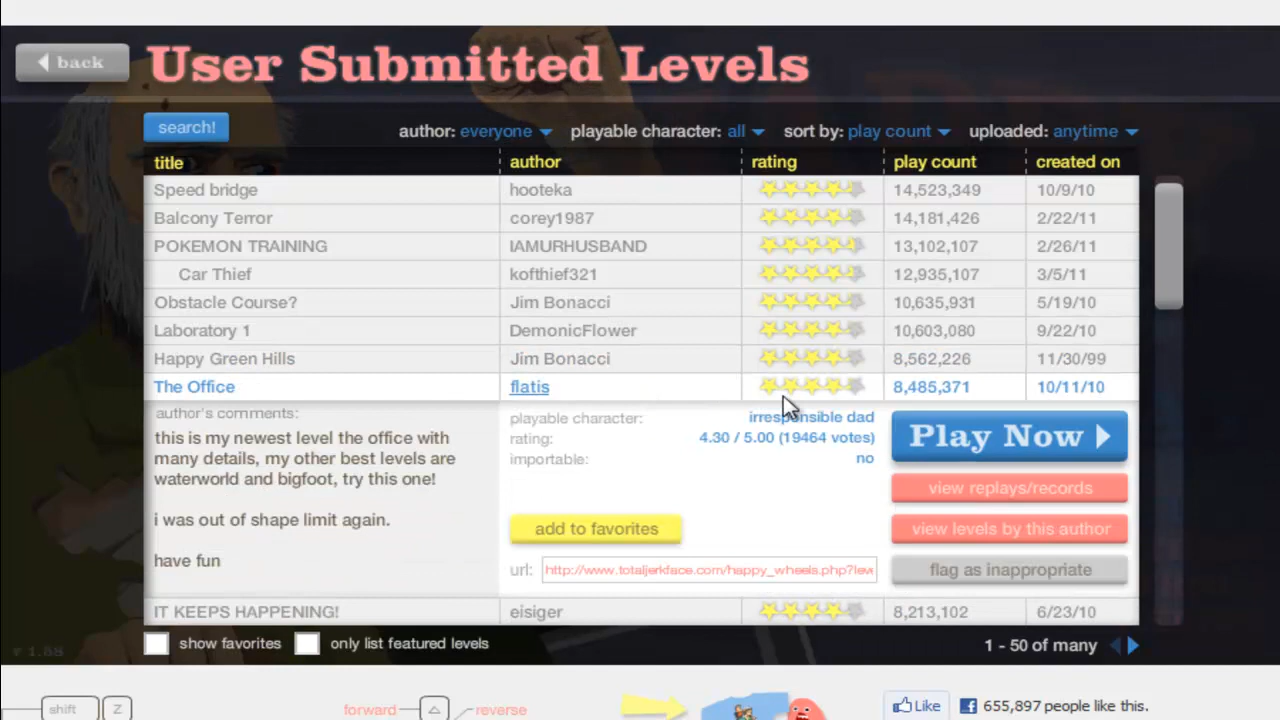 back
User Submitted Levels
search!
author: everyone playable character: all sort by: play count uploaded: anytime
title author rating play count created on
Speed bridge hooteka 14,523,349 10/9/10
Balcony Terror corey1987 14,181,426 2/22/11
POKEMON TRAINING IAMURHUSBAND 13,102,107 2/26/11
Car Thief kofthief321 12,935,107 3/5/11
Obstacle Course? Jim Bonacci 10,635,931 5/19/10
Laboratory 1 DemonicFlower 10,603,080 9/22/10
Happy Green Hills Jim Bonacci 8,562,226 11/30/99
The Office flatis 8,485,371 10/11/10
author's comments:
this is my newest level the office with
many details, my other best levels are
waterworld and bigfoot, try this one!
i was out of shape limit again.
have fun
playable character: irresponsible dad
rating: 4.30 / 5.00 (19464 votes)
importable: no
add to favorites
url: http://www.totaljerkface.com/happy_wheels.php?leve
Play Now
view replays/records
view levels by this author
flag as inappropriate
IT KEEPS HAPPENING! eisiger 8,213,102 6/23/10
show favorites only list featured levels
1 - 50 of many
v 1.58
shift Z forward reverse
Like 655,897 people like this.